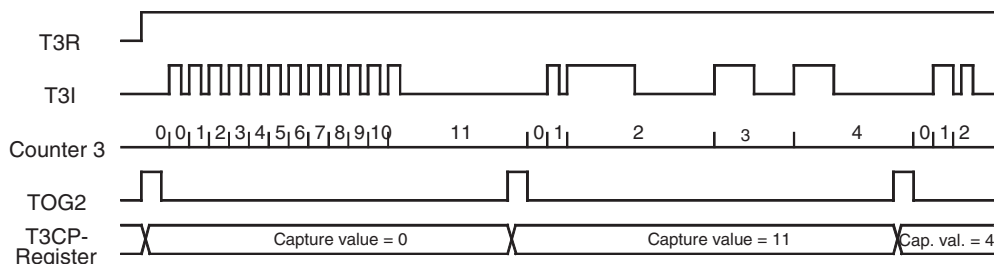 T3R
T3I
Counter 3
0 0 1 2 3 4 5 6 7 8 9 10 11 0 1 2 3 4 0 1 2
TOG2
T3CP-
Register
Capture value = 0 Capture value = 11 Cap. val. = 4